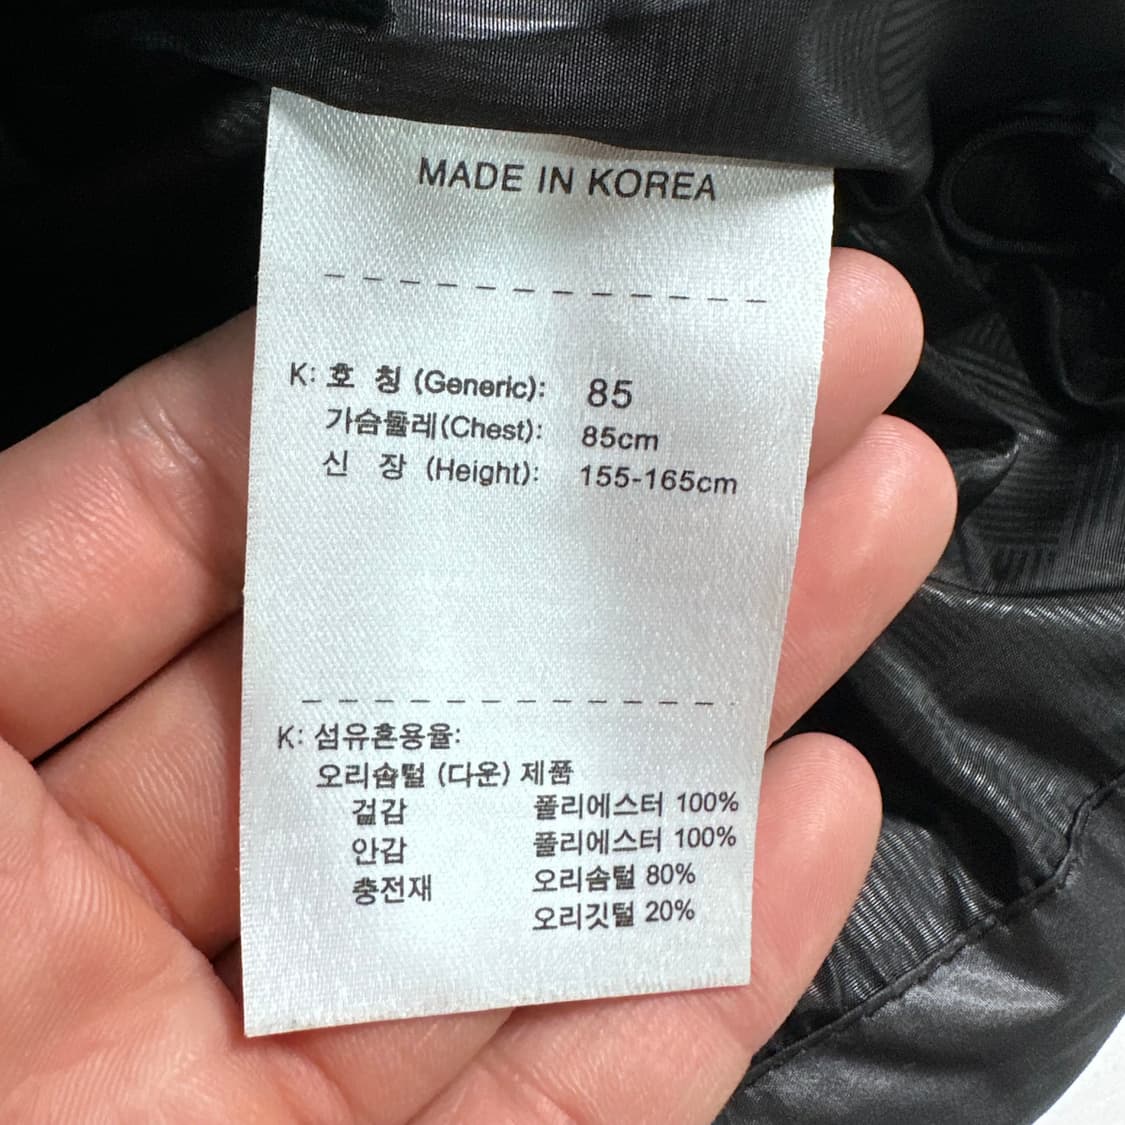 MADE IN KOREA
K: 호 칭 (Generic): 85
가슴둘레(Chest): 85cm
신 장 (Height): 155-165cm
K: 섬유혼용율:
오리솜털 (다운) 제품
겉감 폴리에스터 100%
안감 폴리에스터 100%
충전재 오리솜털 80%
오리깃털 20%